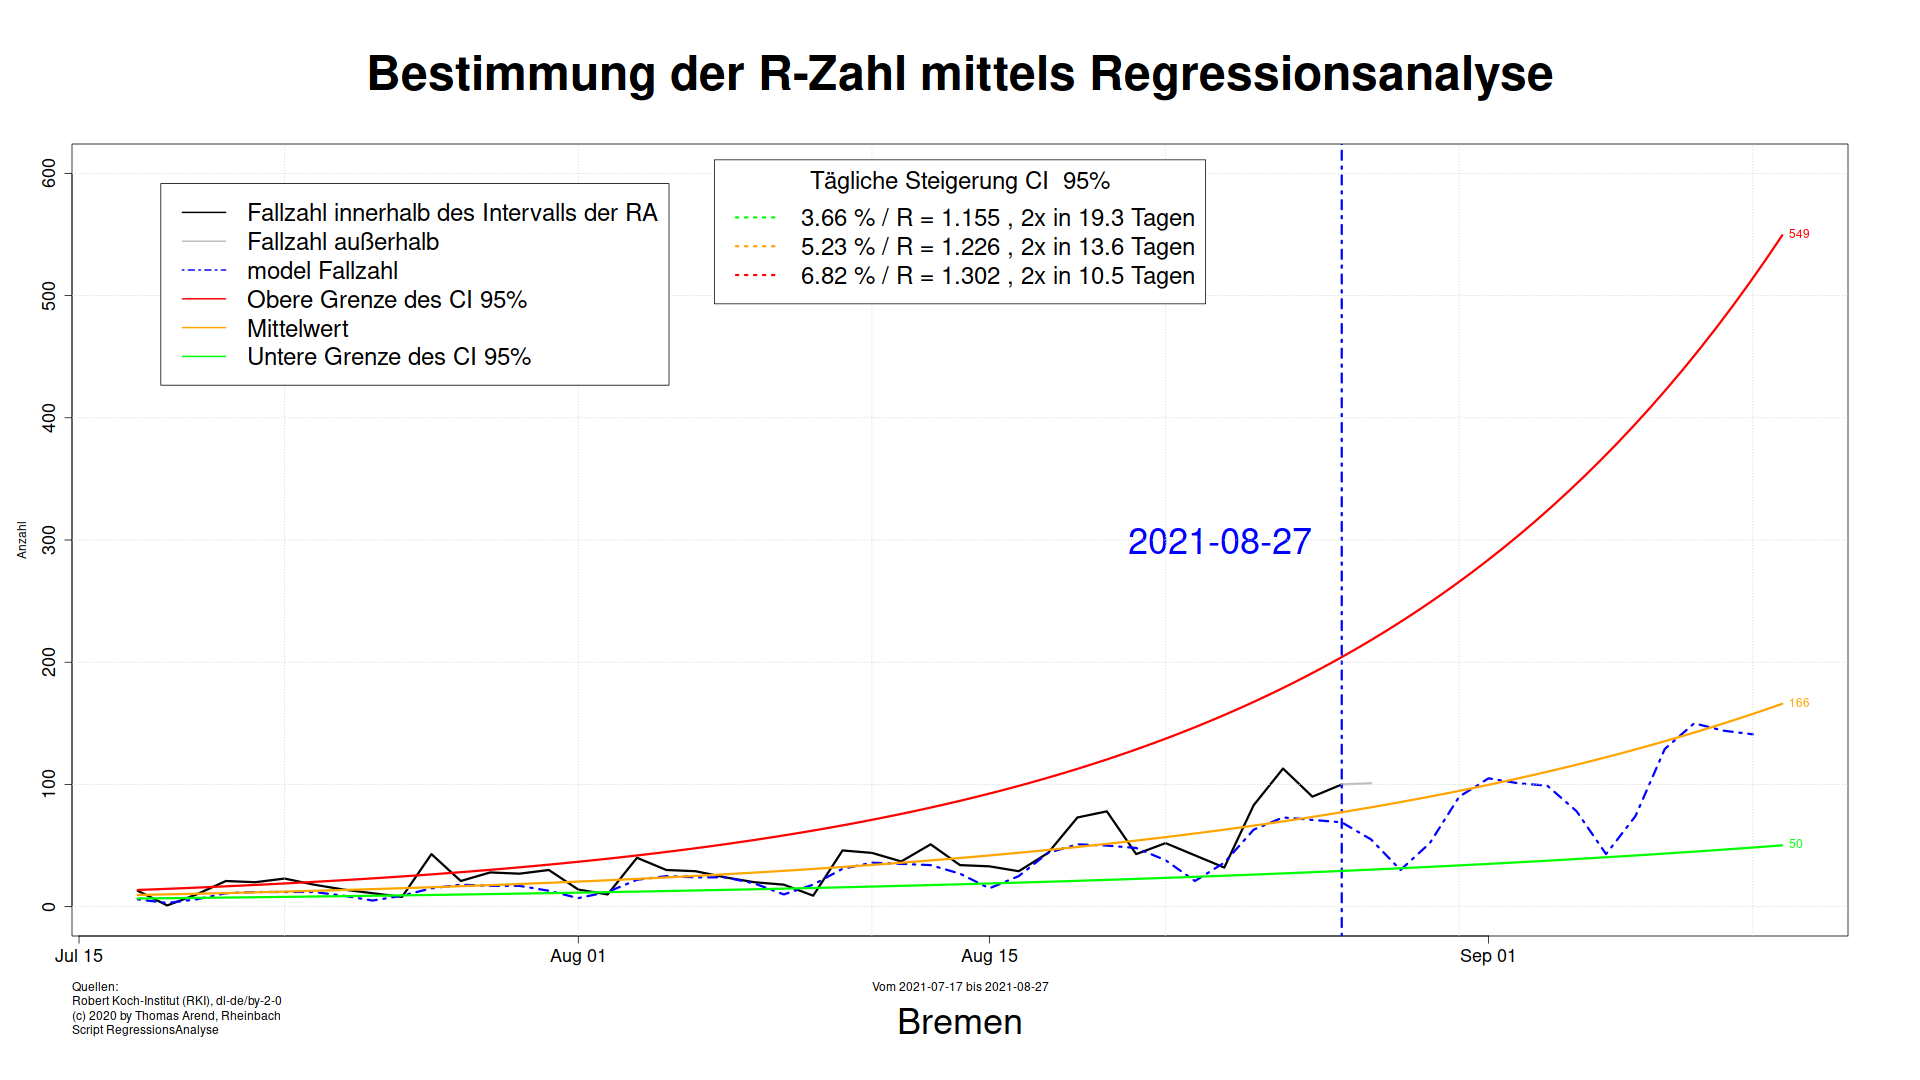 Bestimmung der R-Zahl mittels Regressionsanalyse
Fallzahl innerhalb des Intervalls der RA
Fallzahl außerhalb
model Fallzahl
Obere Grenze des CI 95%
Mittelwert
Untere Grenze des CI 95%
Tägliche Steigerung CI  95%
3.66 % / R = 1.155 , 2x in 19.3 Tagen
5.23 % / R = 1.226 , 2x in 13.6 Tagen
6.82 % / R = 1.302 , 2x in 10.5 Tagen
600
500
400
300
200
100
0
Anzahl
2021-08-27
549
166
50
Jul 15
Aug 01
Aug 15
Sep 01
Quellen:
Robert Koch-Institut (RKI), dl-de/by-2-0
(c) 2020 by Thomas Arend, Rheinbach
Script RegressionsAnalyse
Vom 2021-07-17 bis 2021-08-27
Bremen